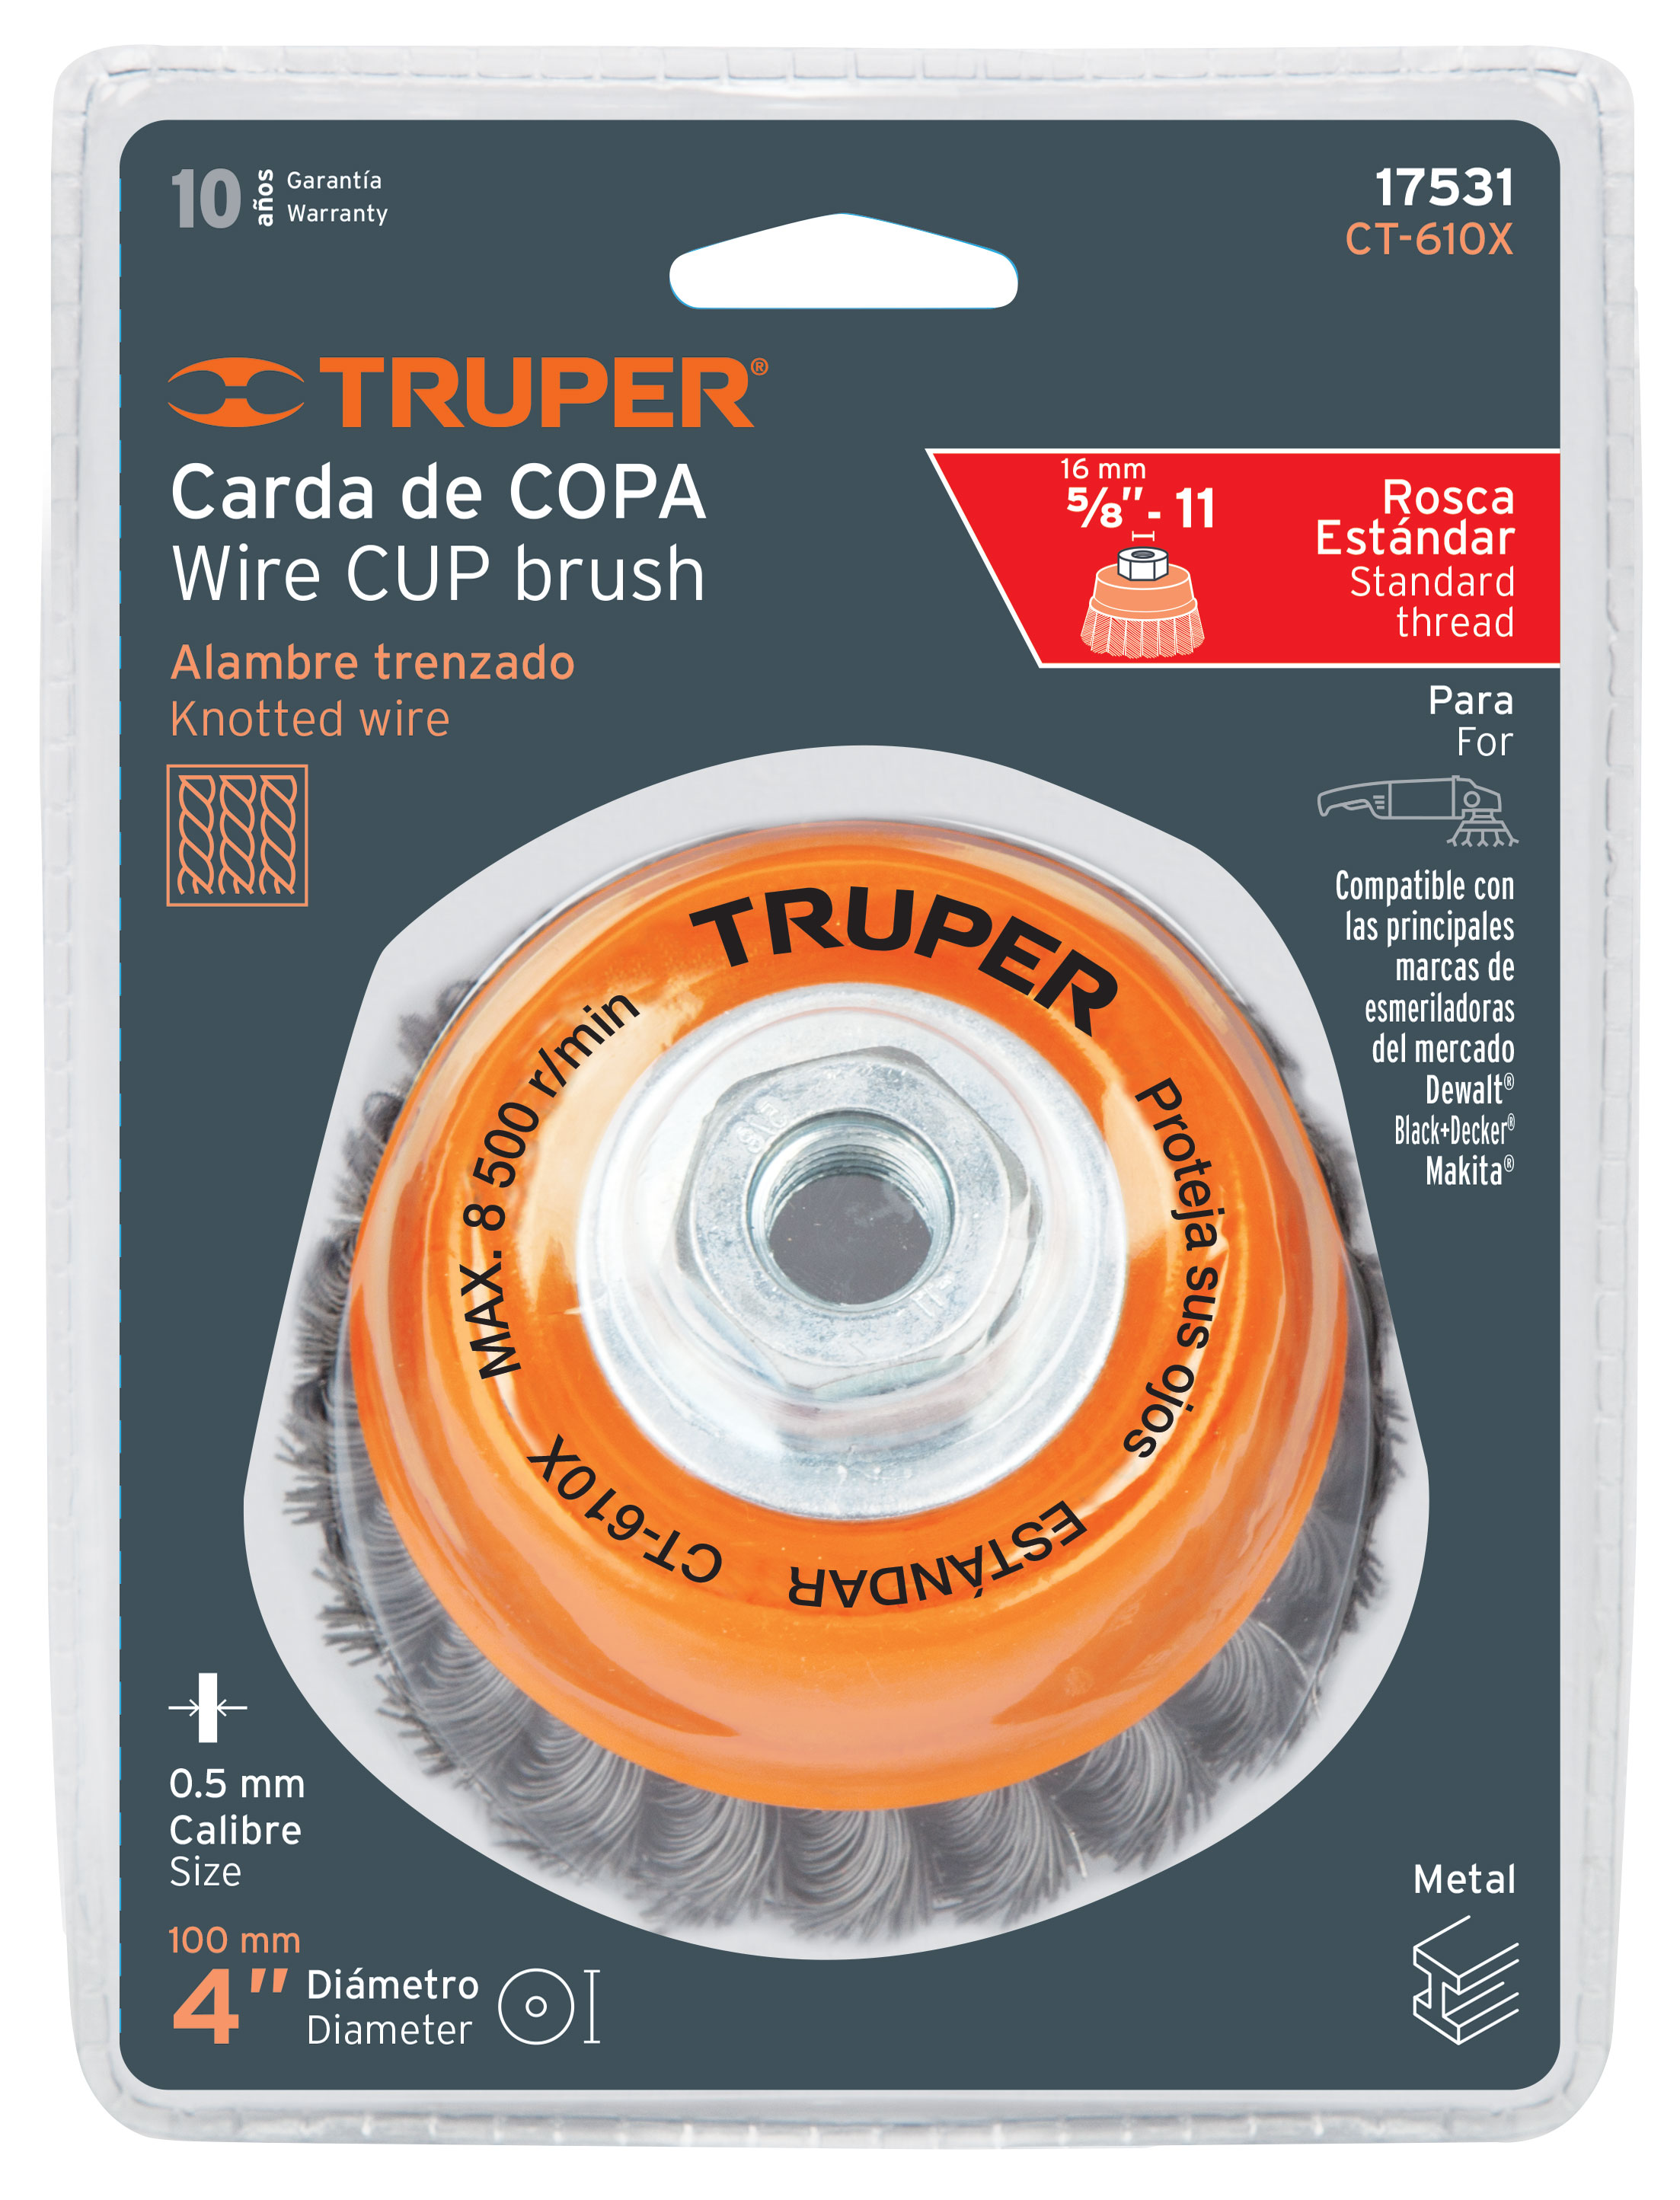 10 años
Garantía
Warranty
17531
CT-610X
TRUPER®
Carda de COPA
Wire CUP brush
Alambre trenzado
Knotted wire
16 mm
5/8"- 11
Rosca
Estándar
Standard
thread
Para
For
Compatible con
las principales
marcas de
esmeriladoras
del mercado
Dewalt®
Black+Decker®
Makita®
TRUPER
MAX. 8 500 r/min
Proteja sus ojos
CT-610X
ESTÁNDAR
0.5 mm
Calibre
Size
100 mm
4"
Diámetro
Diameter
Metal